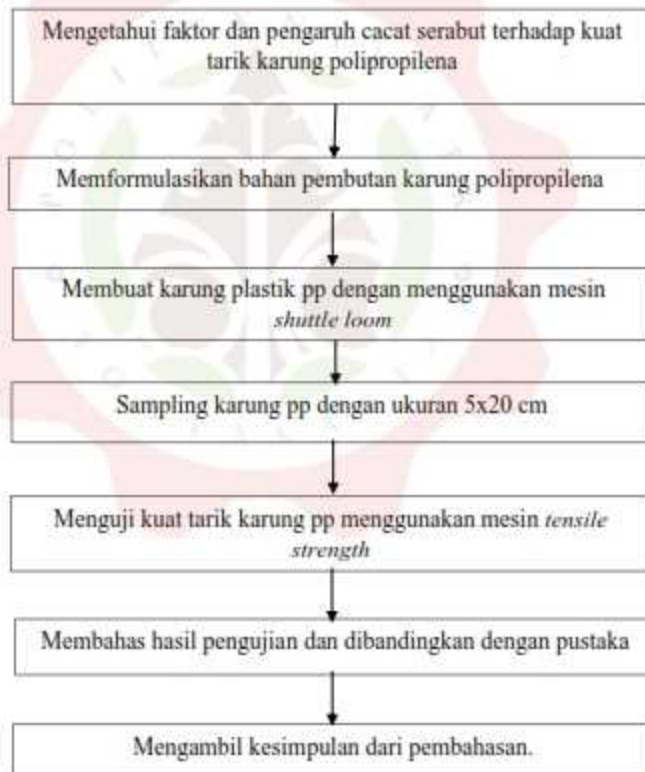 Mengetahui faktor dan pengaruh cacat serabut terhadap kuat
tarik karung polipropilena
Memformulasikan bahan pembutan karung polipropilena
Membuat karung plastik pp dengan menggunakan mesin
shuttle loom
Sampling karung pp dengan ukuran 5x20 cm
Menguji kuat tarik karung pp menggunakan mesin tensile
strength
Membahas hasil pengujian dan dibandingkan dengan pustaka
Mengambil kesimpulan dari pembahasan.